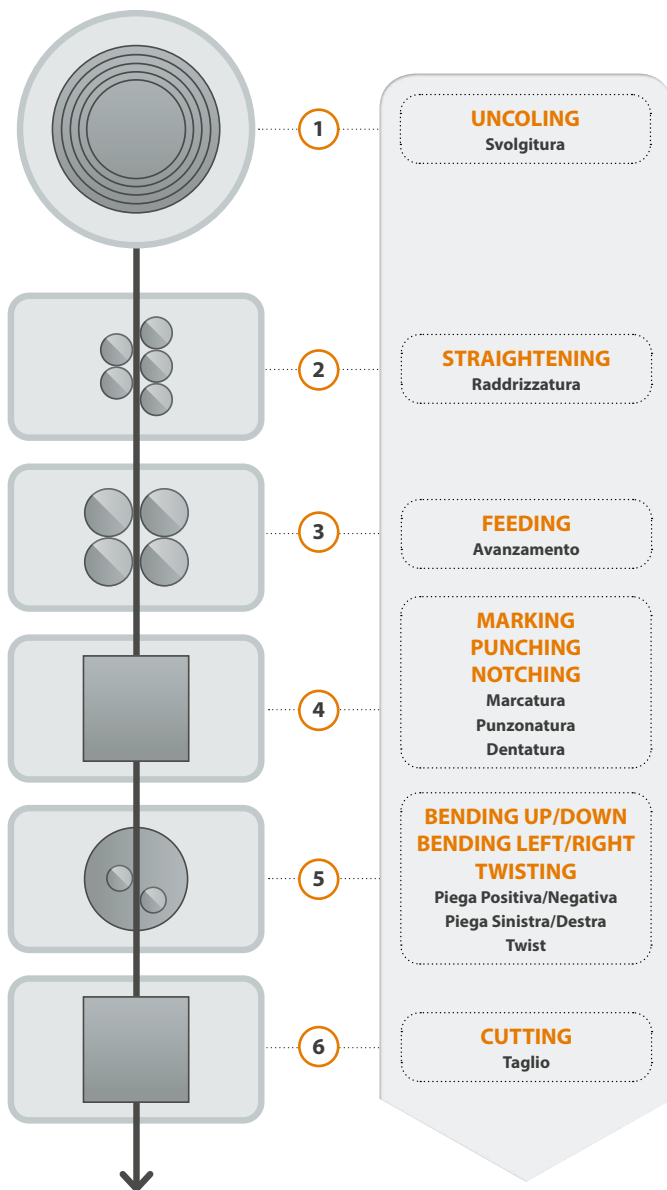 1
UNCOLING
Svolgitura
2
STRAIGHTENING
Raddrizzatura
3
FEEDING
Avanzamento
4
MARKING
PUNCHING
NOTCHING
Marcatura
Punzonatura
Dentatura
5
BENDING UP/DOWN
BENDING LEFT/RIGHT
TWISTING
Piega Positiva/Negativa
Piega Sinistra/Destra
Twist
6
CUTTING
Taglio